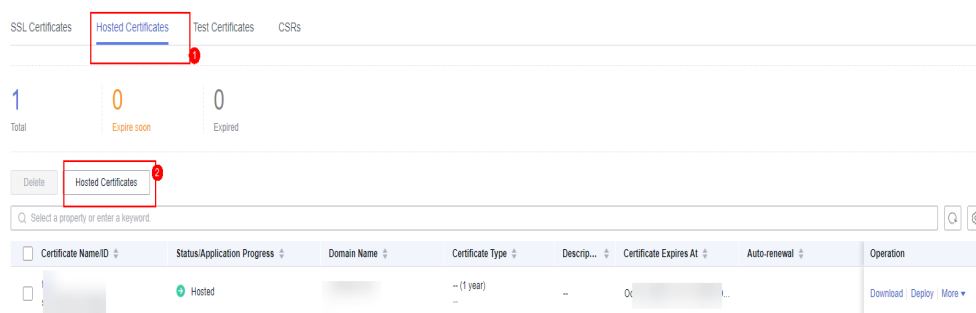 SSL Certificates Hosted Certificates Test Certificates CSRs
1
1 0 0
Total Expire soon Expired
2
Delete Hosted Certificates
Select a property or enter a keyword.
Certificate Name/ID Status/Application Progress Domain Name Certificate Type Descrip... Certificate Expires At Auto-renewal Operation
Hosted -- (1 year) -- Download Deploy More
--